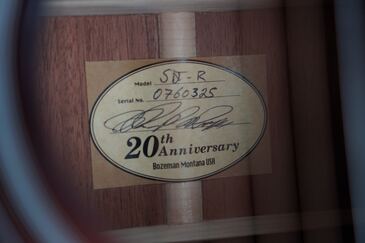 Model SJ-R
Serial No. 0760325
20th Anniversary
Bozeman Montana USA